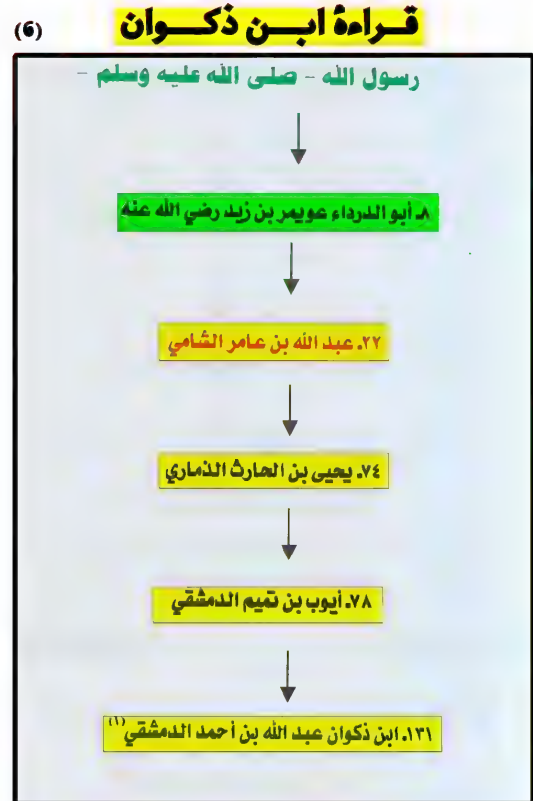 (6)
قراءة ابن ذكوان
رسول الله - صلى الله عليه وسلم -
٨. أبو الدرداء عويمر بن زيد رضي الله عنه
٢٧. عبد الله بن عامر الشامي
٧٤. يحيى بن الحارث الذماري
٧٨. أيوب بن تميم الدمشقي
١٣١. ابن ذكوان عبد الله بن أحمد الدمشقي (١)